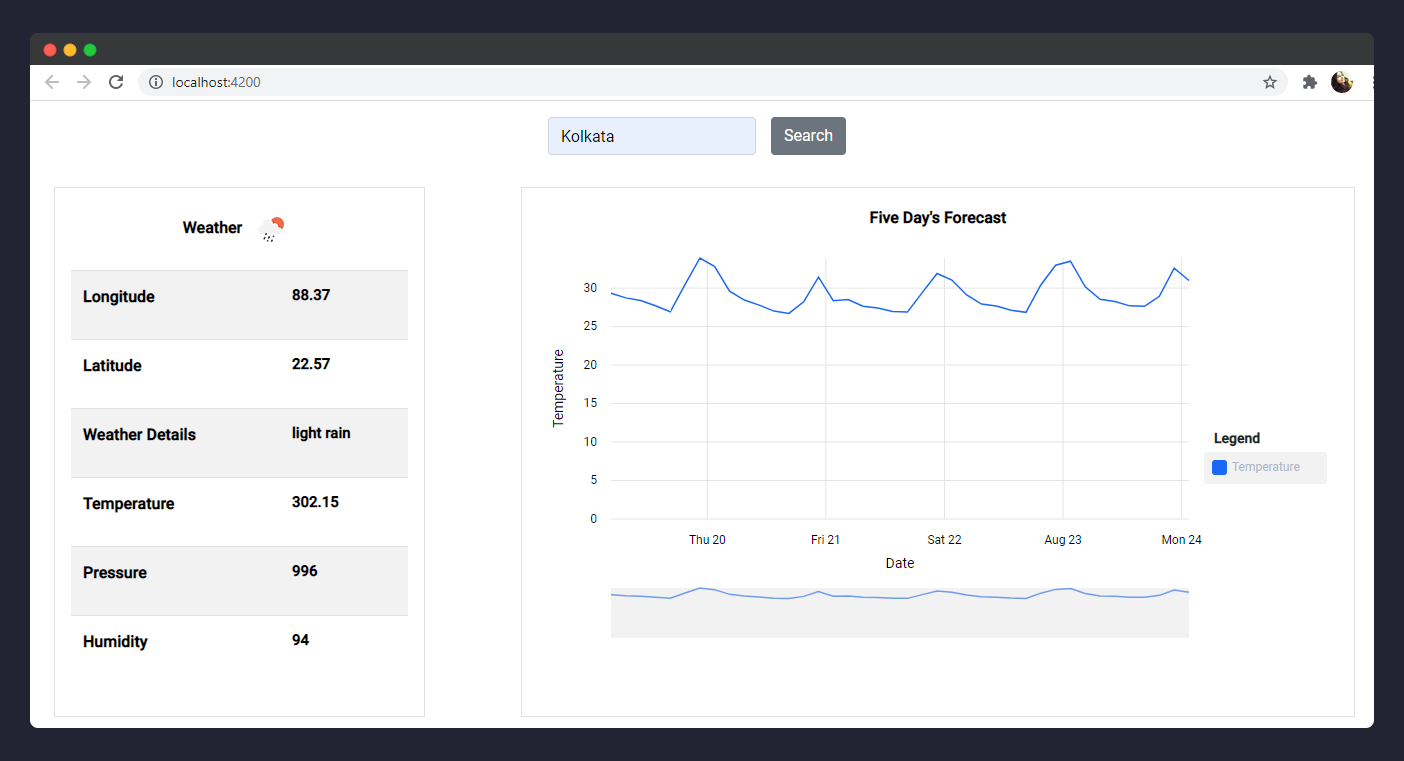 localhost:4200
Kolkata
Search
Weather
Longitude 88.37
Latitude 22.57
Weather Details light rain
Temperature 302.15
Pressure 996
Humidity 94
Five Day's Forecast
30
25
20
15
10
5
0
Temperature
Thu 20 Fri 21 Sat 22 Aug 23 Mon 24
Date
Legend
Temperature